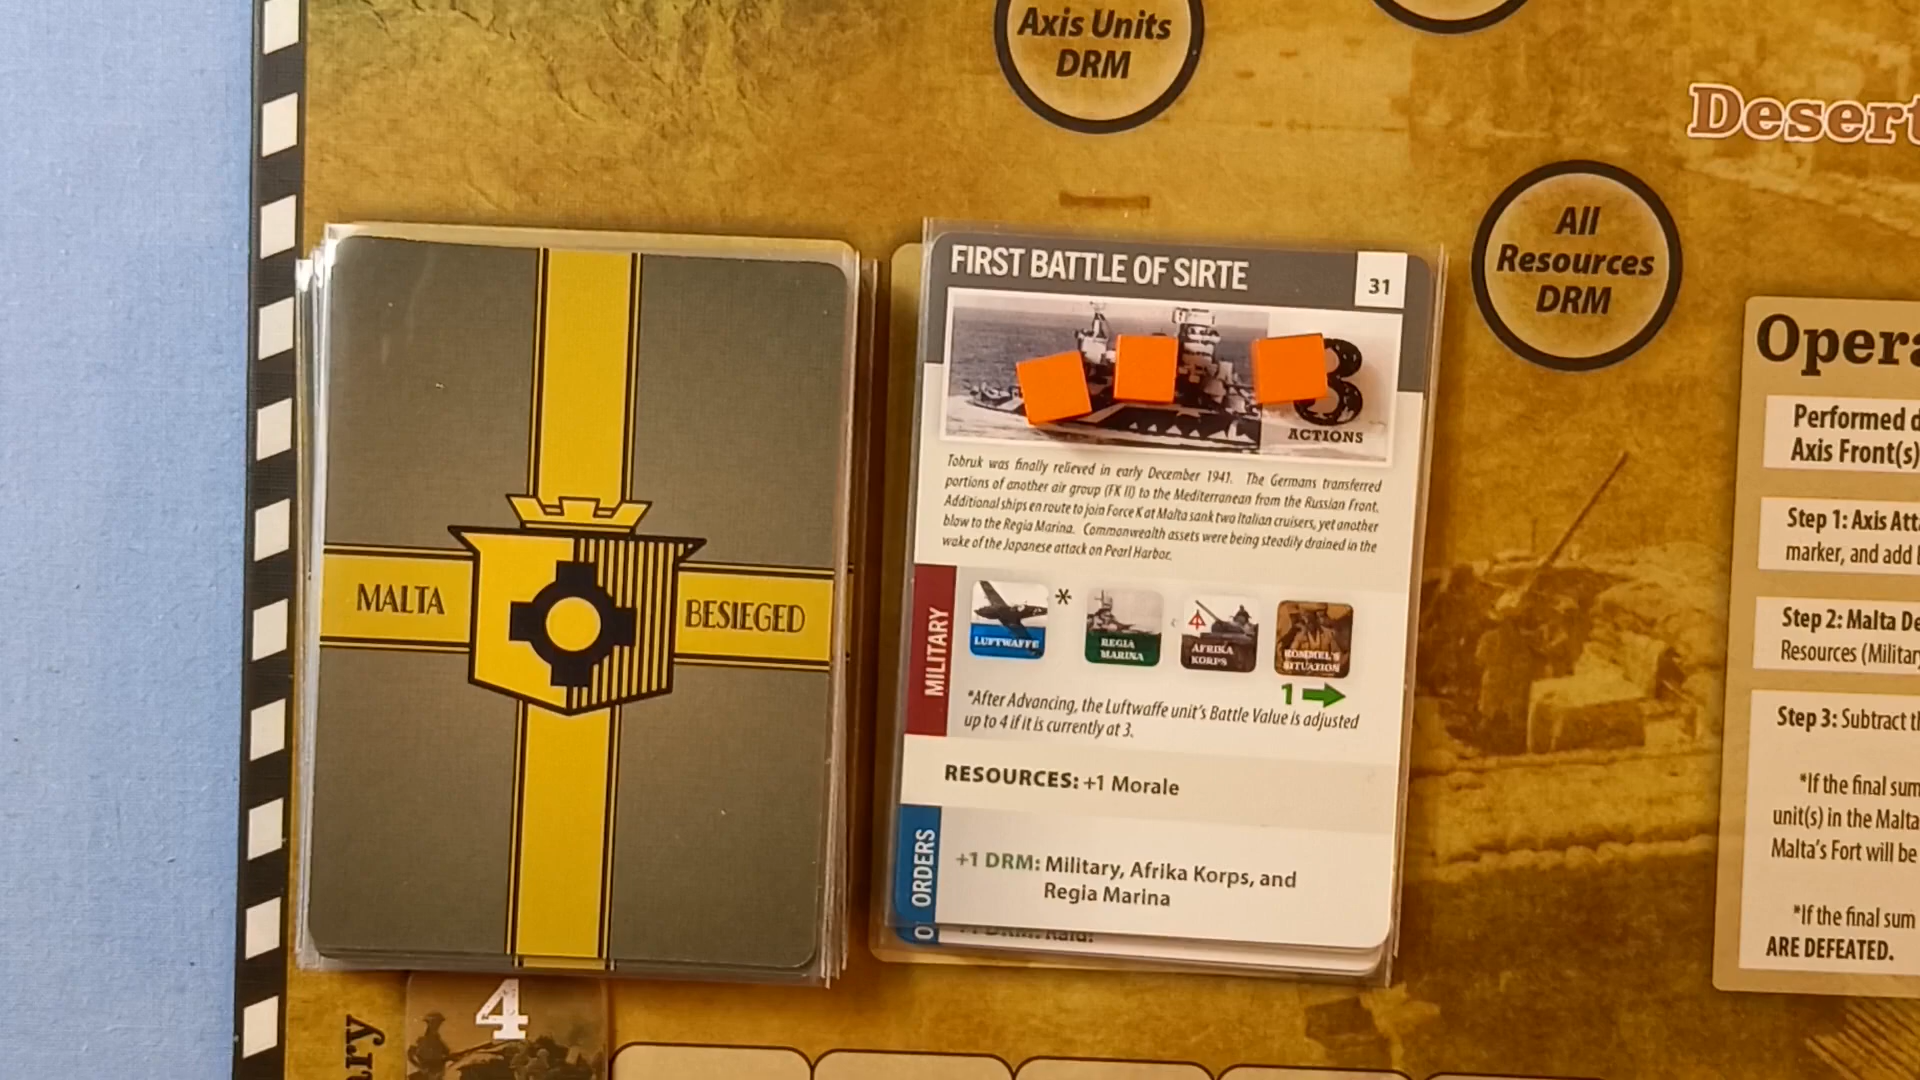 Axis Units
DRM
Desert
All
Resources
DRM
MALTA
BESIEGED
FIRST BATTLE OF SIRTE
31
3
ACTIONS
Tobruk was finally relieved in early December 1941. The Germans transferred
portions of another air group (FK II) to the Mediterranean from the Russian Front.
Additional ships en route to join Force K at Malta sank two Italian cruisers, yet another
blow to the Regia Marina. Commonwealth assets were being steadily drained in the
wake of the Japanese attack on Pearl Harbor.
MILITARY
LUFTWAFFE
*
REGIA
MARINA
4
AFRIKA
KORPS
ROMMEL'S
SITUATION
1
*After Advancing, the Luftwaffe unit's Battle Value is adjusted
up to 4 if it is currently at 3.
RESOURCES: +1 Morale
ORDERS
+1 DRM: Military, Afrika Korps, and
Regia Marina
O
+1 DRM: Raid.
Opera
Performed d
Axis Front(s)
Step 1: Axis Att
marker, and add
Step 2: Malta De
Resources (Military
Step 3: Subtract th
*If the final sum
unit(s) in the Malta
Malta's Fort will be
*If the final sum
ARE DEFEATED.
4
ry